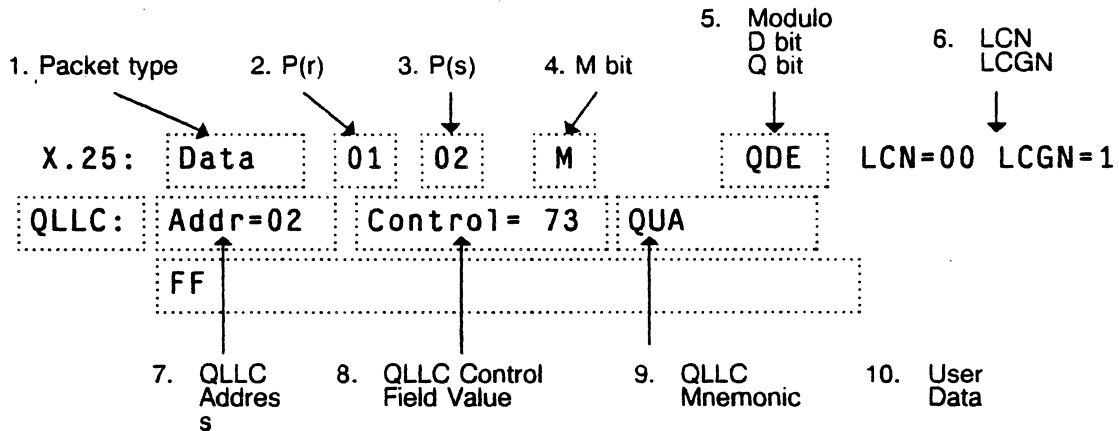 1. Packet type
2. P(r)
3. P(s)
4. M bit
5. Modulo
D bit
Q bit
6. LCN
LCGN
X.25: Data 01 02 M QDE LCN=00 LCGN=1
QLLC: Addr=02 Control= 73 QUA
FF
7. QLLC
Addres
s
8. QLLC Control
Field Value
9. QLLC
Mnemonic
10. User
Data